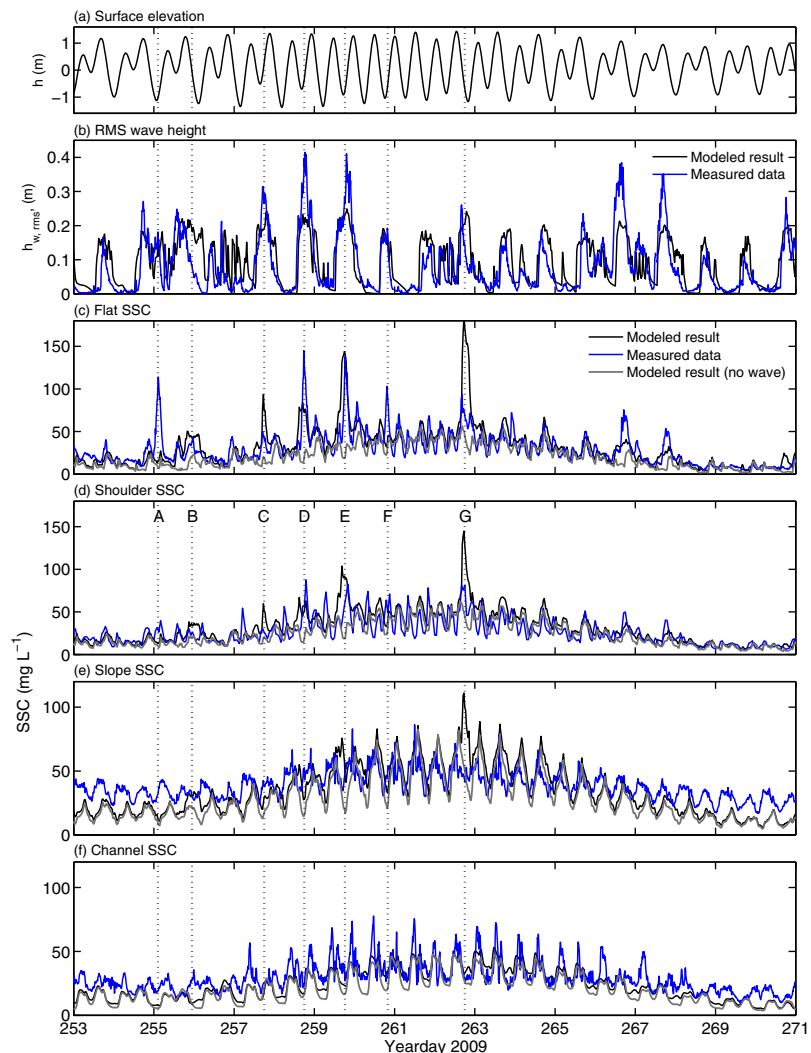 (a) Surface elevation
1
0
−1
h (m)
(b) RMS wave height
0.4
0.3
0.2
0.1
0
h w, rms, (m)
Modeled result
Measured data
(c) Flat SSC
150
100
50
0
Modeled result
Measured data
Modeled result (no wave)
(d) Shoulder SSC
A B C D E F G
150
100
50
0
SSC (mg L−1)
(e) Slope SSC
100
50
0
(f) Channel SSC
100
50
0
253 255 257 259 261 263 265 267 269 271
Yearday 2009